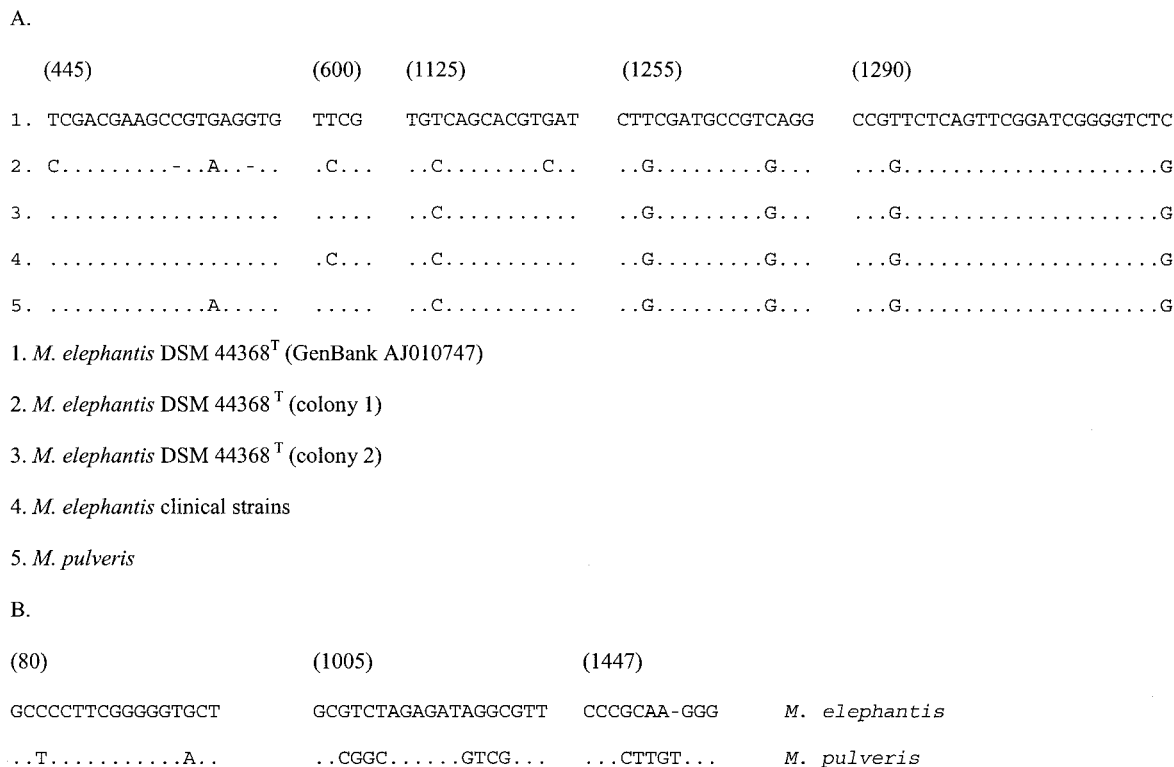 A.
(445) (600) (1125) (1255) (1290)
1. TCGACGAAGCCGTGAGGTG TTCG TGTCAGCACGTGAT CTTCGATGCCGTCAGG CCGTTCTCAGTTCGGATCGGGGTCTC
2. C.........-..A..-.. .C... ..C........C.. ..G.........G... ...G.....................G
3. ................... ..... ..C........... ..G.........G... ...G.....................G
4. ................... .C... ..C........... ..G.........G... ...G.....................G
5. .............A..... ..... ..C........... ..G.........G... ...G.....................G
1. M. elephantis DSM 44368T (GenBank AJ010747)
2. M. elephantis DSM 44368 T (colony 1)
3. M. elephantis DSM 44368 T (colony 2)
4. M. elephantis clinical strains
5. M. pulveris
B.
(80) (1005) (1447)
GCCCCTTCGGGGGTGCT GCGTCTAGAGATAGGCGTT CCCGCAA-GGG M. elephantis
..T...........A.. ..CGGC......GTCG... ...CTTGT... M. pulveris